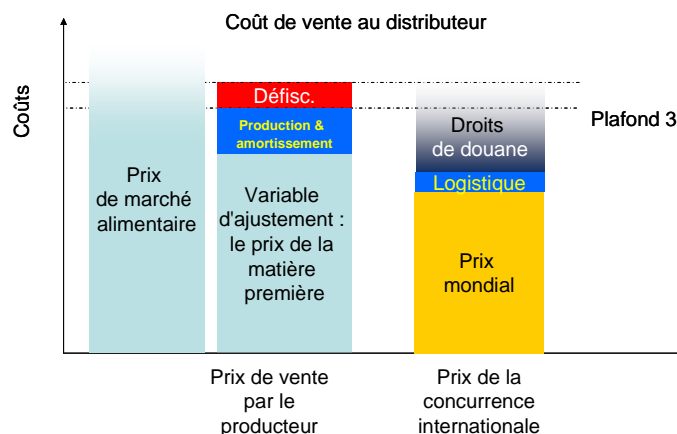 Coût de vente au distributeur
Coûts
Défisc.
Production &
amortissement
Droits
de douane
Plafond 3
Prix
de marché
alimentaire
Variable
d'ajustement :
le prix de la
matière
première
Logistique
Prix
mondial
Prix de vente
par le
producteur
Prix de la
concurrence
internationale